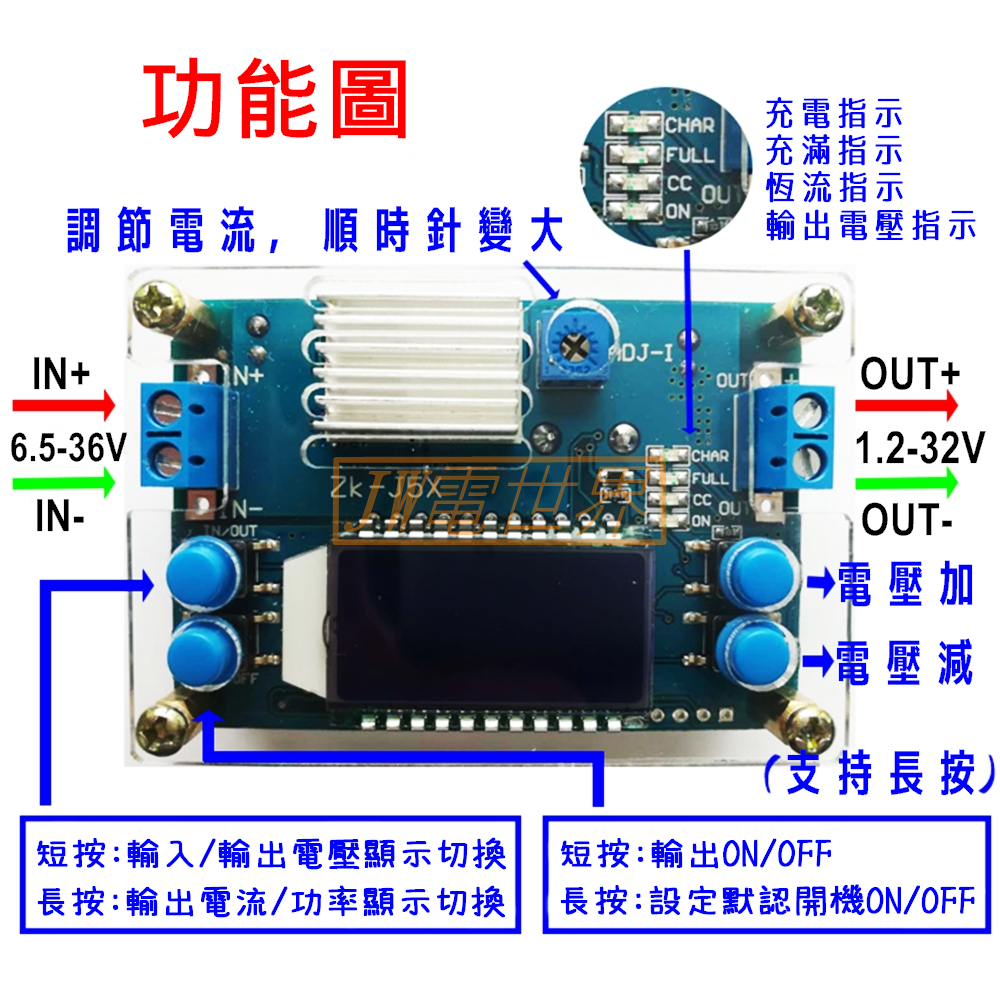 功能圖
CHAR
FULL
CC
ON
OU
充電指示
充滿指示
恆流指示
輸出電壓指示
調節電流，順時針變大
IN+
6.5-36V
IN-
N+
ADJ-I
OUT
+
OUT+
1.2-32V
OUT-
CHAR
FULL
CC
ON
OUT
Zk-J5X
JW電世界
N-
IN/OUT
OFF
電壓加
電壓減
(支持長按)
短按:輸入/輸出電壓顯示切換
長按:輸出電流/功率顯示切換
短按:輸出ON/OFF
長按:設定默認開機ON/OFF